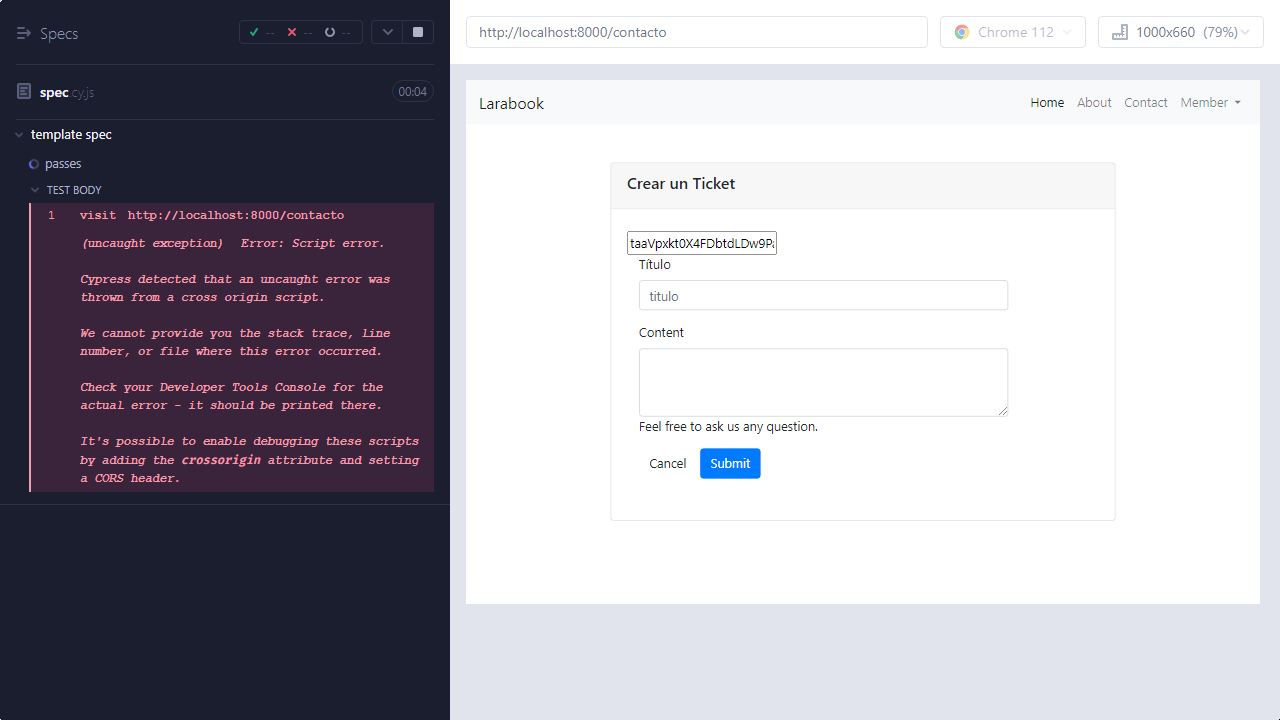 Specs
-- -- --
spec.cy.js
00:04
template spec
passes
TEST BODY
1 visit http://localhost:8000/contacto
(uncaught exception) Error: Script error.
Cypress detected that an uncaught error was
thrown from a cross origin script.
We cannot provide you the stack trace, line
number, or file where this error occurred.
Check your Developer Tools Console for the
actual error - it should be printed there.
It's possible to enable debugging these scripts
by adding the crossorigin attribute and setting
a CORS header.
http://localhost:8000/contacto
Chrome 112
1000x660 (79%)
Larabook
Home About Contact Member
Crear un Ticket
taaVpxkt0X4FDbtdLDw9Pa
Título
titulo
Content
Feel free to ask us any question.
Cancel Submit